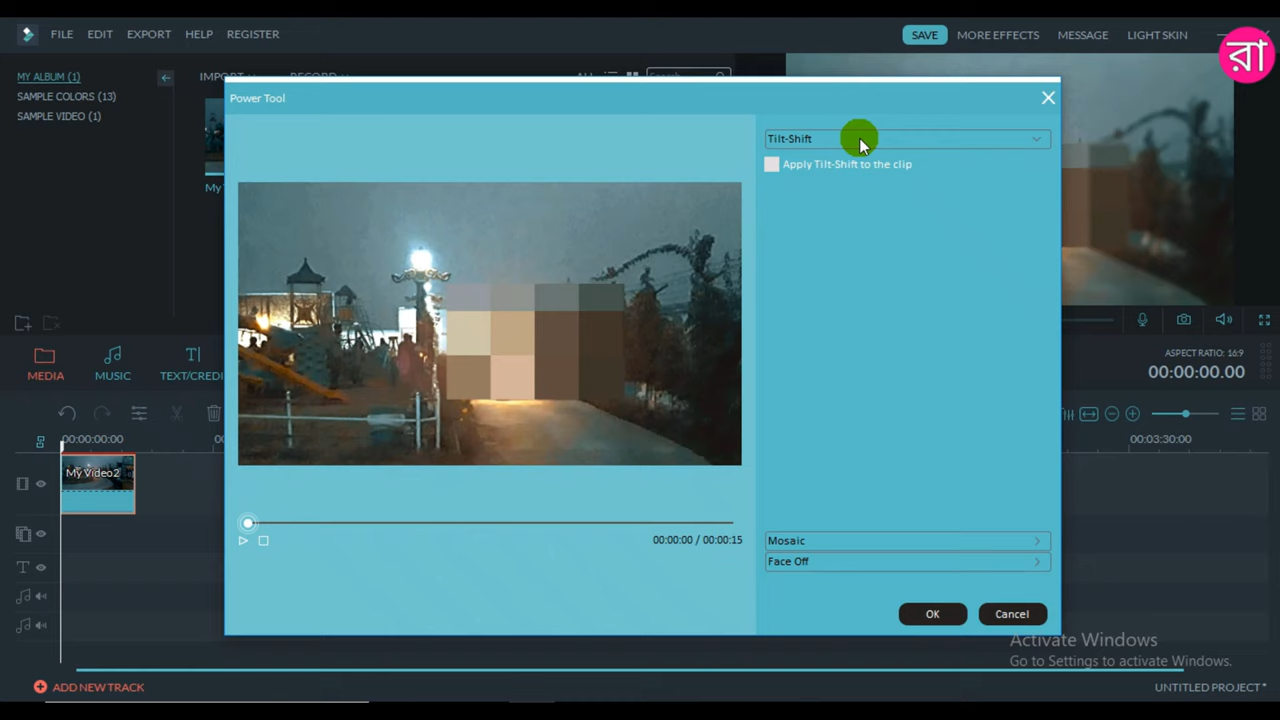 FILE EDIT EXPORT HELP REGISTER SAVE MORE EFFECTS MESSAGE LIGHT SKIN
রা
MY ALBUM (1)
SAMPLE COLORS (13)
SAMPLE VIDEO (1)
Power Tool
Tilt-Shift
Apply Tilt-Shift to the clip
MEDIA MUSIC TEXT/CREDI
ASPECT RATIO: 16:9
00:00:00.00
00:00:00:00
00:03:30:00
My Video2
00:00:00 / 00:00:15
Mosaic
Face Off
OK Cancel
Activate Windows
Go to Settings to activate Windows.
ADD NEW TRACK
UNTITLED PROJECT*